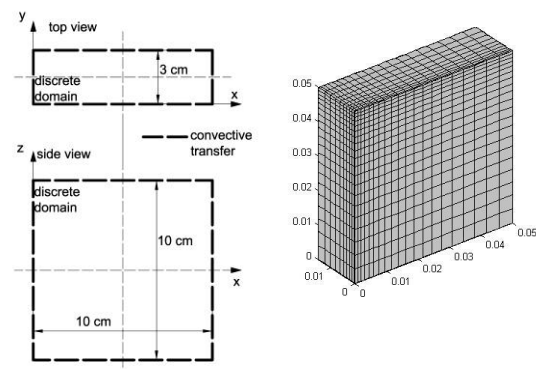 y
top view
3 cm
discrete
domain
x
convective
transfer
z
side view
discrete
domain
10 cm
x
10 cm
0.05
0.04
0.03
0.02
0.01
0
0.01
0
0
0.01
0.02
0.03
0.04
0.05